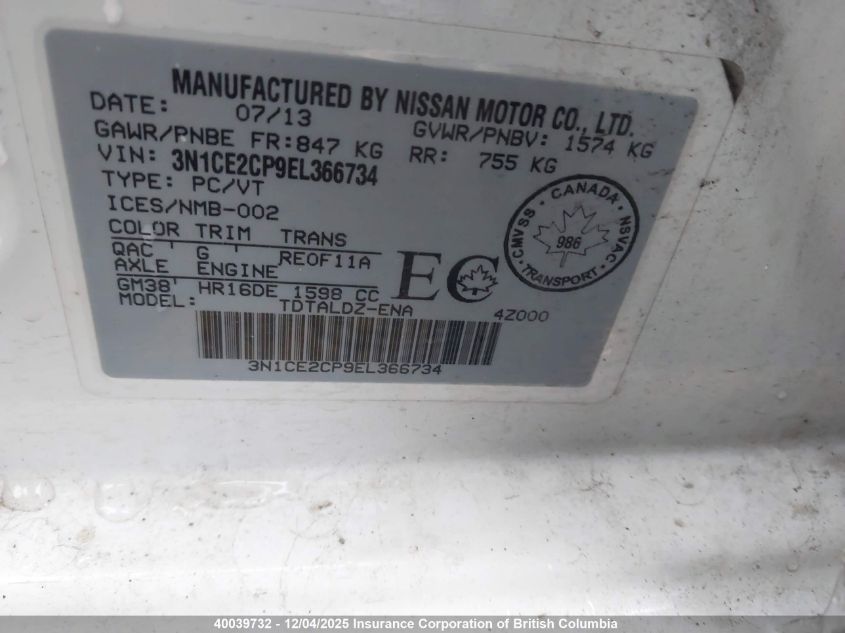 MANUFACTURED BY NISSAN MOTOR CO., LTD.
DATE: 07/13 GVWR/PNBV: 1574 KG
GAWR/PNBE FR: 847 KG RR: 755 KG
VIN: 3N1CE2CP9EL366734
TYPE: PC/VT
ICES/NMB-002
COLOR TRIM TRANS
QAC ' G ' RE0F11A
AXLE ENGINE
GM38' HR16DE 1598 CC
MODEL: TDTALDZ-ENA 4Z000
EC
CANADA
CMVSS 986 NSVAC
TRANSPORT
3N1CE2CP9EL366734
40039732 - 12/04/2025 Insurance Corporation of British Columbia